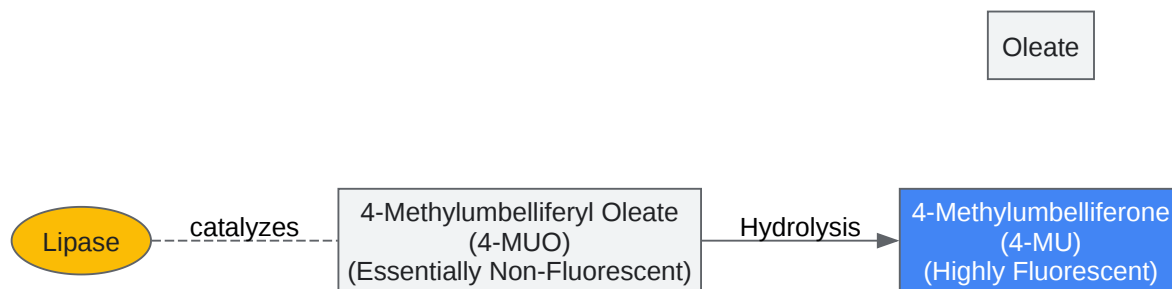 Oleate
Lipase
catalyzes
4-Methylumbelliferyl Oleate
(4-MUO)
(Essentially Non-Fluorescent)
Hydrolysis
4-Methylumbelliferone
(4-MU)
(Highly Fluorescent)